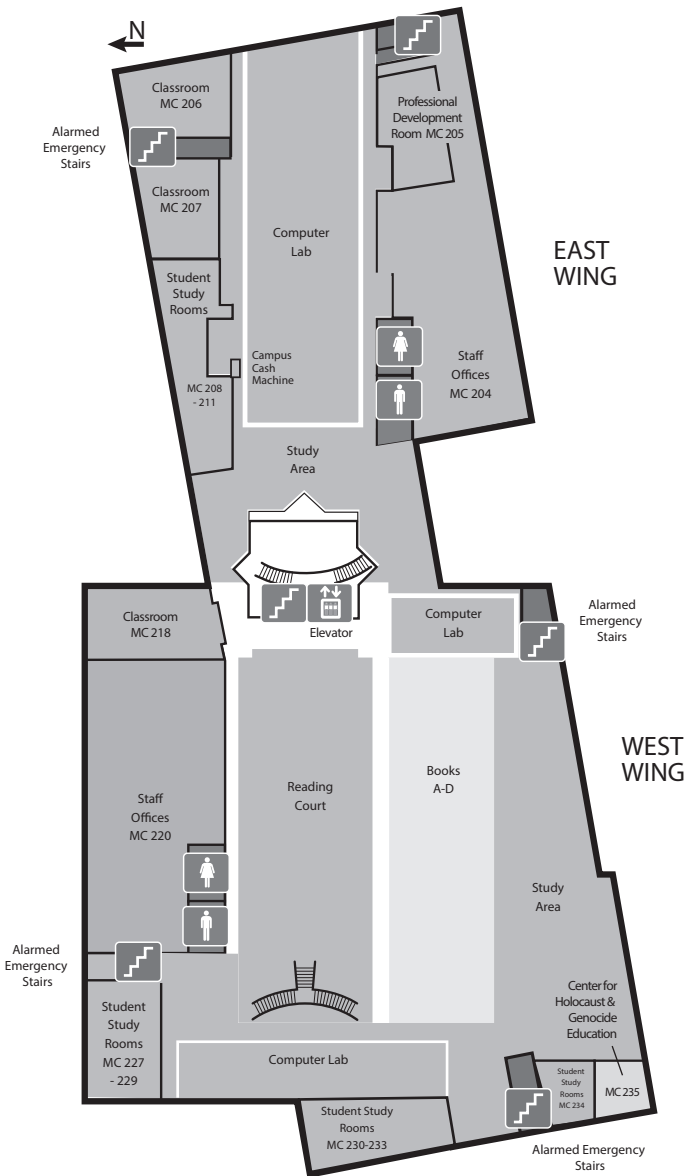 N
Classroom
MC 206
Alarmed
Emergency
Stairs
Classroom
MC 207
Professional
Development
Room MC 205
Computer
Lab
EAST
WING
Student
Study
Rooms
MC 208
- 211
Campus
Cash
Machine
Staff
Offices
MC 204
Study
Area
Classroom
MC 218
Elevator
Computer
Lab
Alarmed
Emergency
Stairs
WEST
WING
Staff
Offices
MC 220
Reading
Court
Books
A-D
Study
Area
Alarmed
Emergency
Stairs
Student
Study
Rooms
MC 227
- 229
Computer Lab
Center for
Holocaust &
Genocide
Education
Student
Study
Rooms
MC 234
MC 235
Student Study
Rooms
MC 230-233
Alarmed Emergency
Stairs